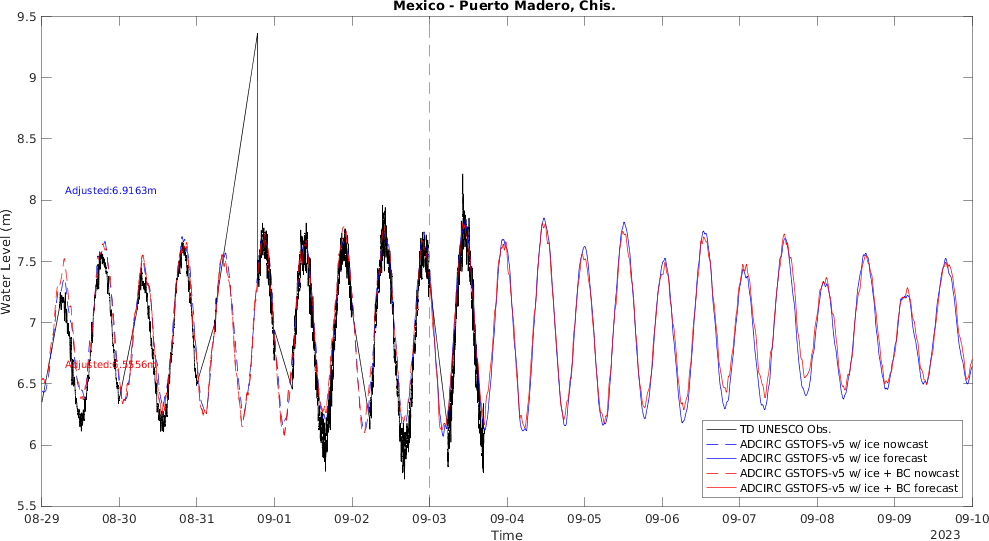 Mexico - Puerto Madero, Chis.
9.5
9
8.5
8
7.5
7
6.5
6
5.5
Water Level (m)
Adjusted:6.9163m
TD UNESCO Obs.
ADCIRC GSTOFS-v5 w/ ice nowcast
ADCIRC GSTOFS-v5 w/ ice forecast
ADCIRC GSTOFS-v5 w/ ice + BC nowcast
ADCIRC GSTOFS-v5 w/ ice + BC forecast
08-29 08-30 08-31 09-01 09-02 09-03 09-04 09-05 09-06 09-07 09-08 09-09 09-10
Time
2023